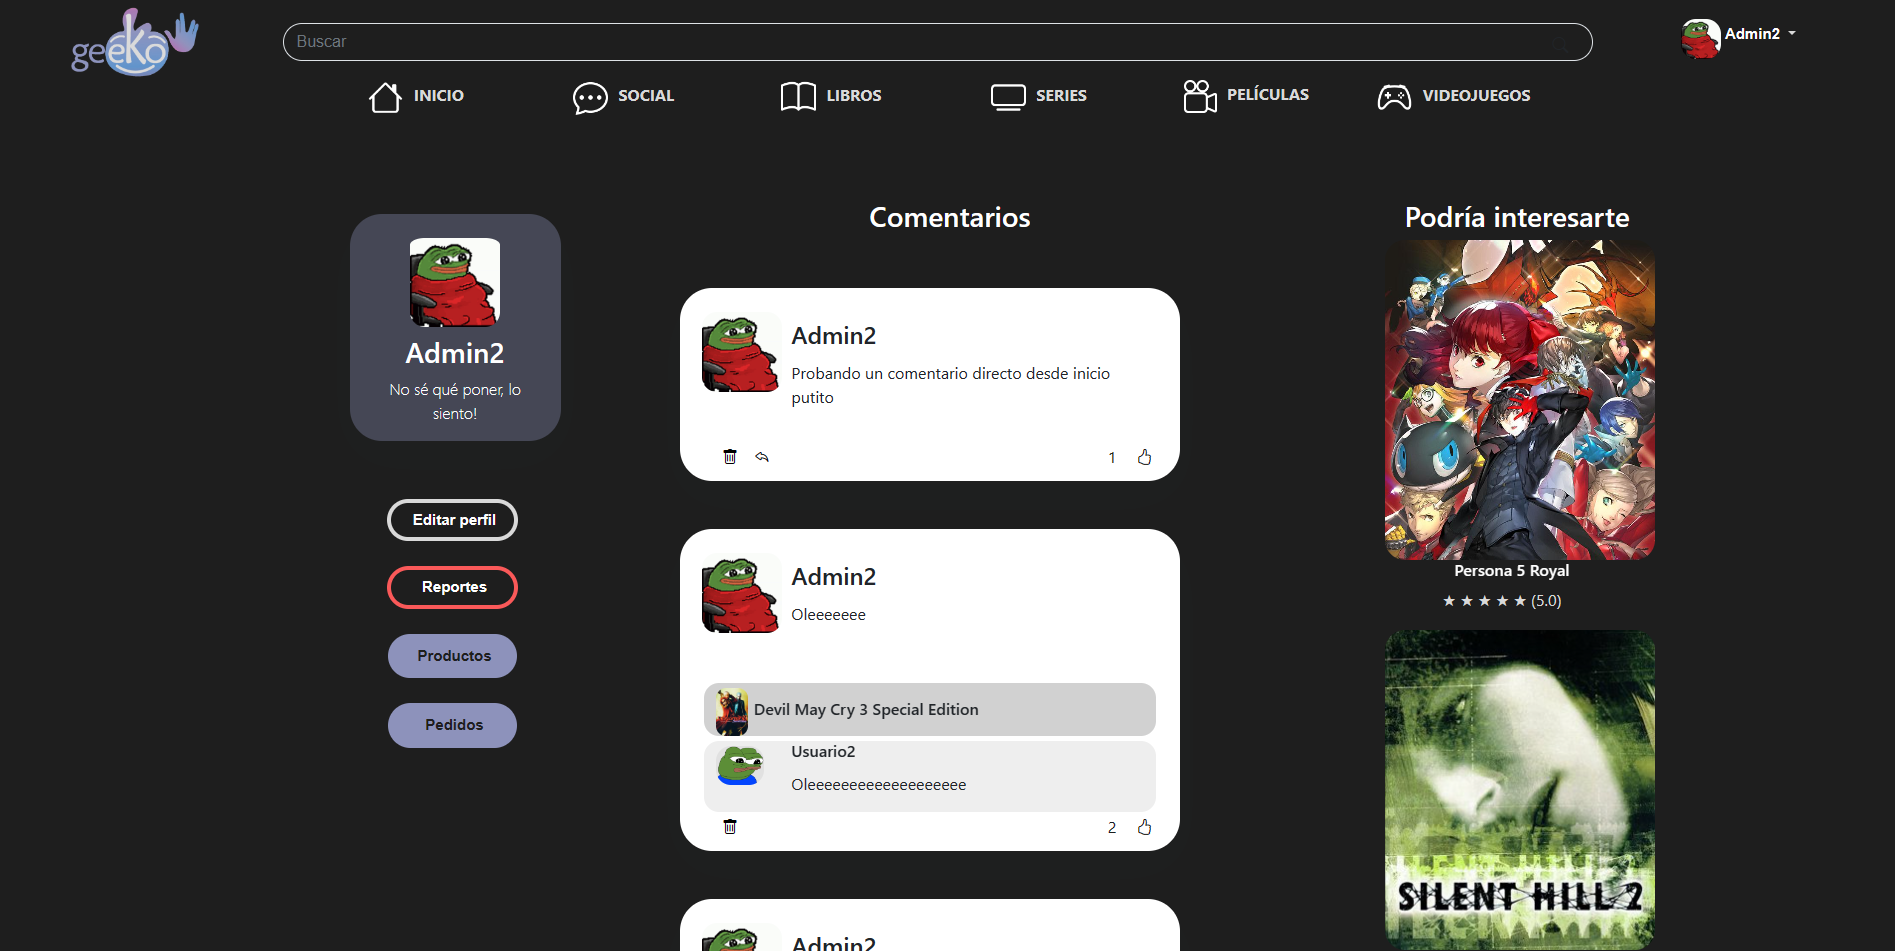 geeko
Buscar
Admin2
INICIO
SOCIAL
LIBROS
SERIES
PELÍCULAS
VIDEOJUEGOS
Admin2
No sé qué poner, lo
siento!
Editar perfil
Reportes
Productos
Pedidos
Comentarios
Admin2
Probando un comentario directo desde inicio
putito
1
Admin2
Oleeeeeee
Devil May Cry 3 Special Edition
Usuario2
Oleeeeeeeeeeeeeeeeeee
2
Admin2
Podría interesarte
Persona 5 Royal
★ ★ ★ ★ ★ (5.0)
SILENT HILL 2